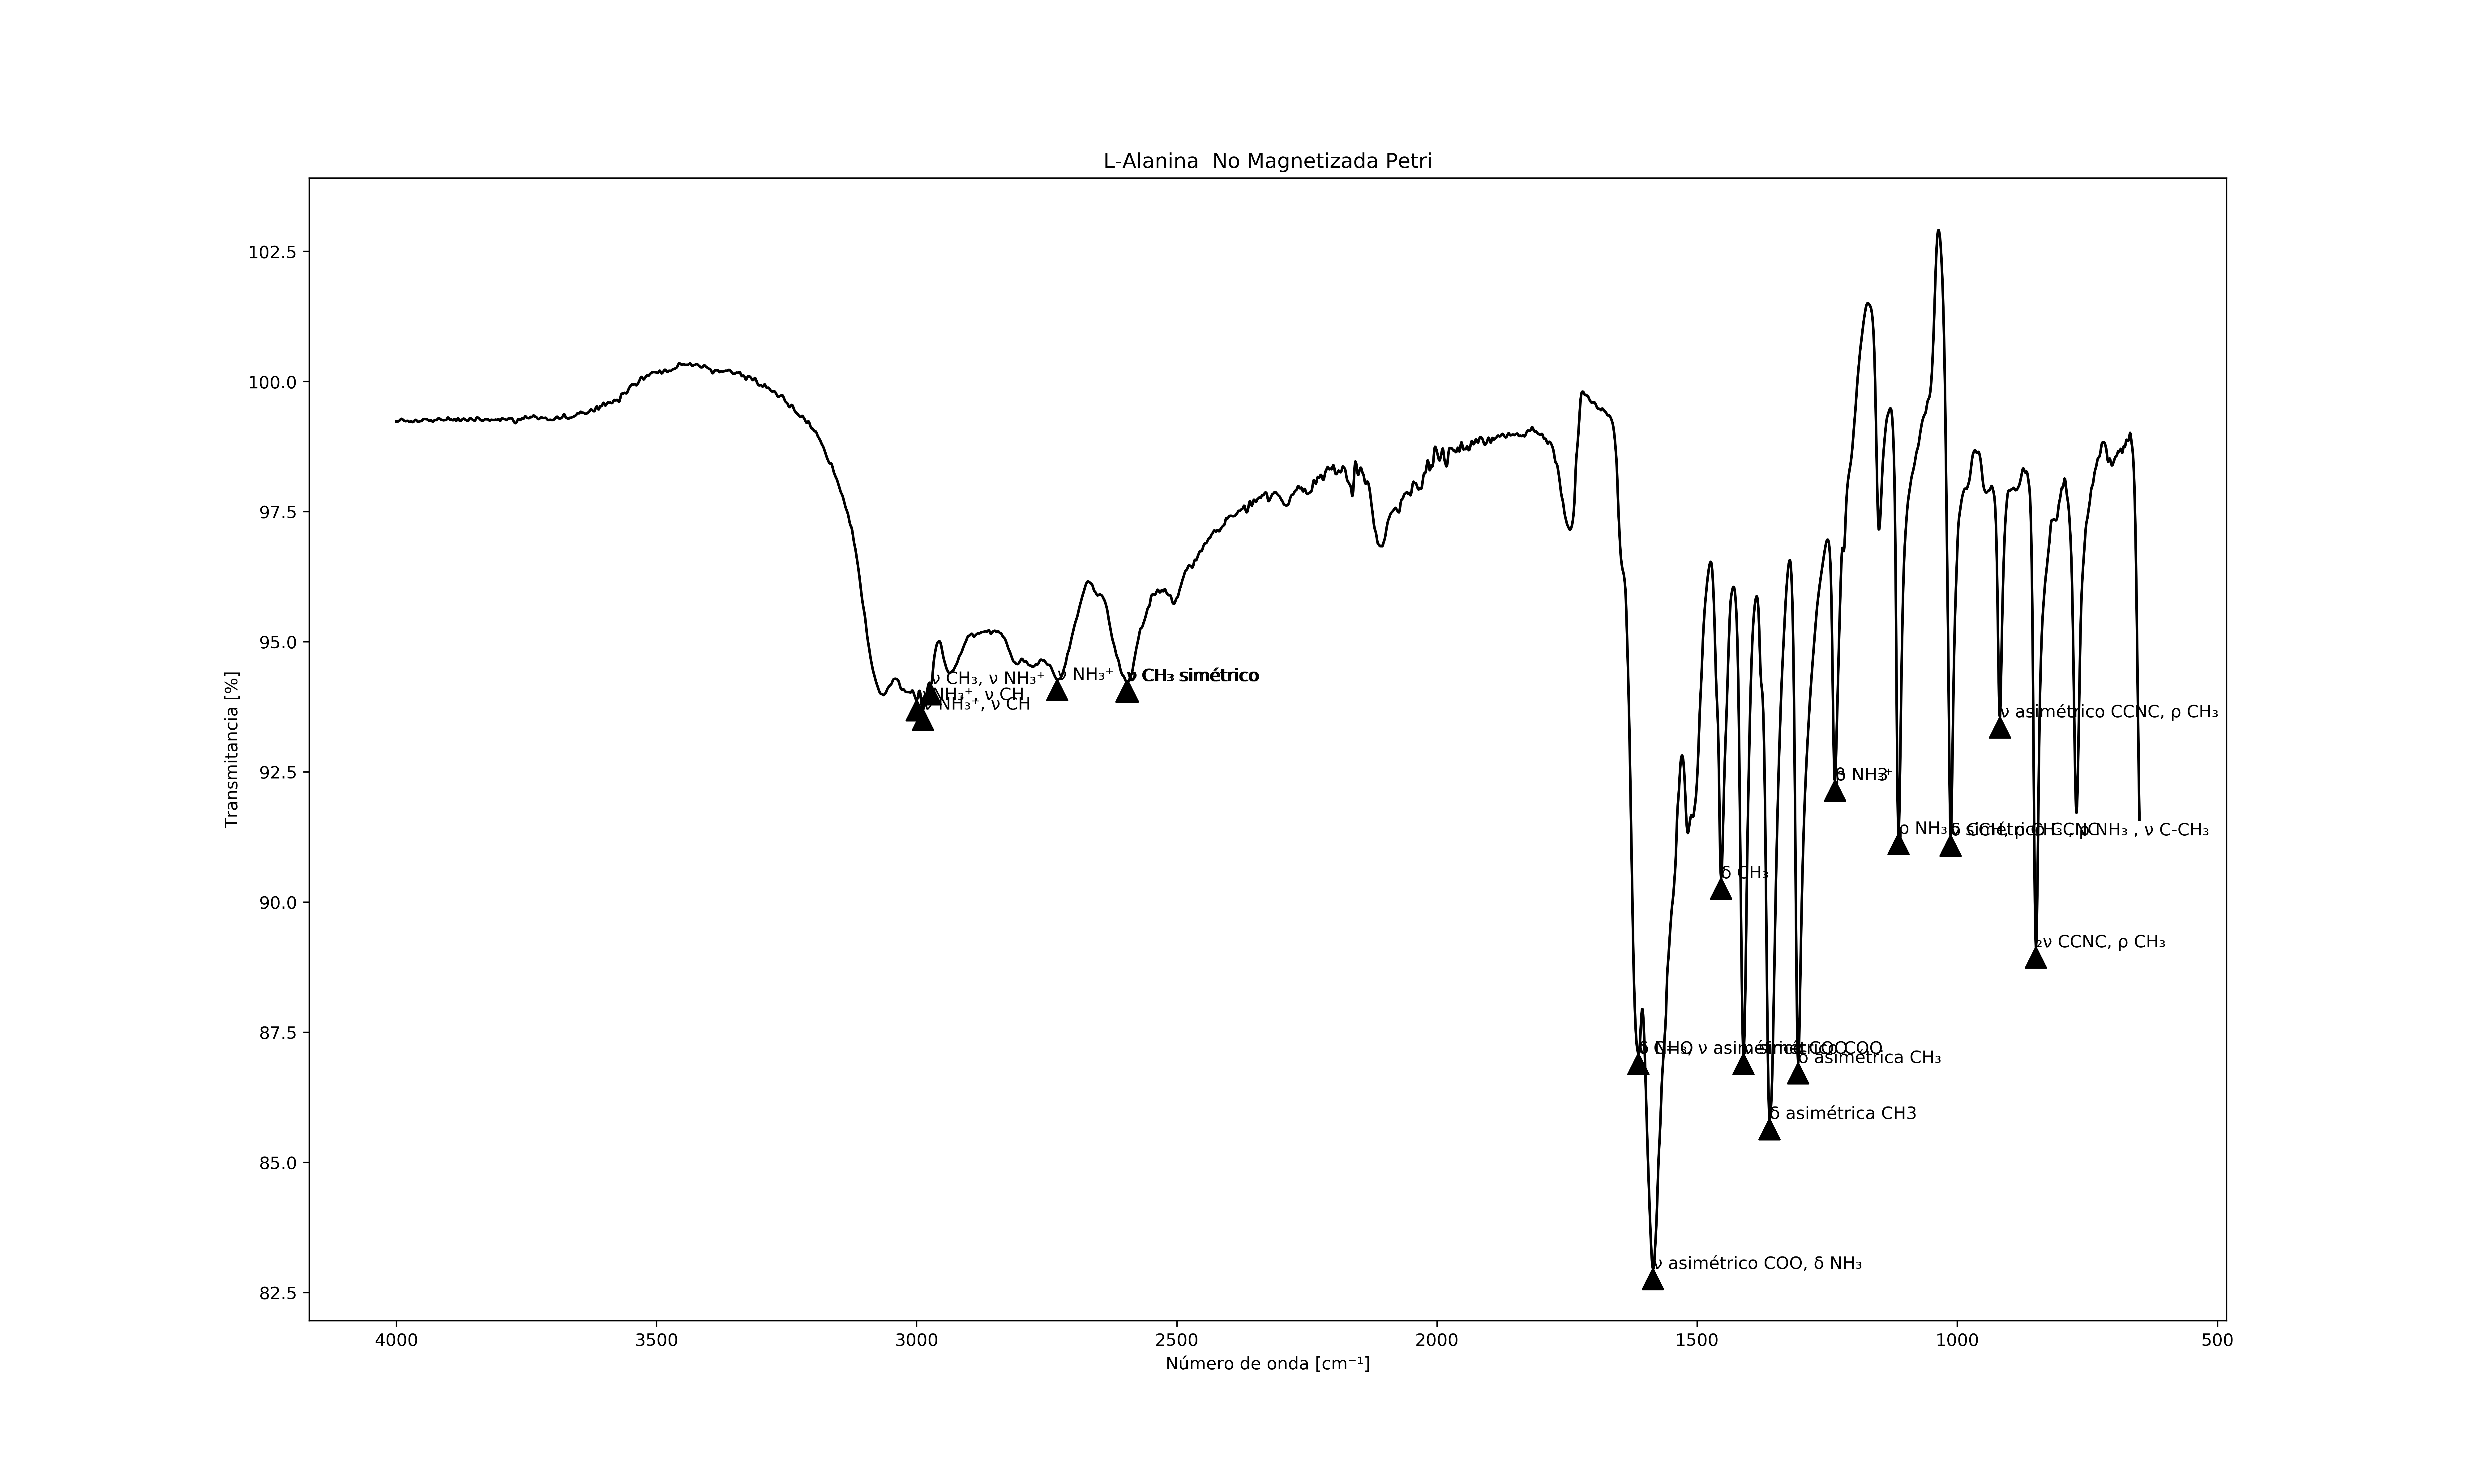 L-Alanina No Magnetizada Petri
Transmitancia [%]
102.5
100.0
97.5
95.0
92.5
90.0
87.5
85.0
82.5
ν CH₃, ν NH₃⁺
ν NH₃⁺, ν CH
ν NH₃⁺, ν CH
ν NH₃⁺
ν CH₃ simétrico
ν asimétrico CCNC, ρ CH₃
δ NH3
ρ NH₃
ρ NH₃ , ν C-CH₃
δ CH₃
ν CCNC, ρ CH₃
δ asimétrica CH₃
δ asimétrica CH3
ν asimétrico COO, δ NH₃
4000 3500 3000 2500 2000 1500 1000 500
Número de onda [cm⁻¹]